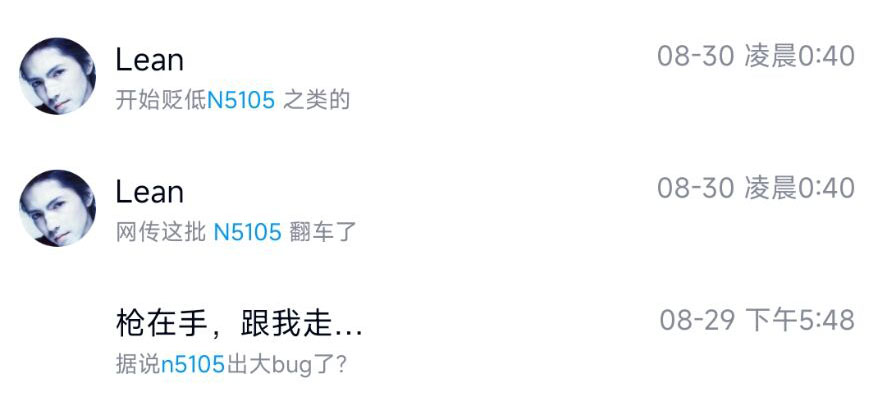 Lean
08-30 凌晨0:40
开始贬低N5105 之类的
Lean
08-30 凌晨0:40
网传这批 N5105 翻车了
枪在手，跟我走...
08-29 下午5:48
据说n5105出大bug了?